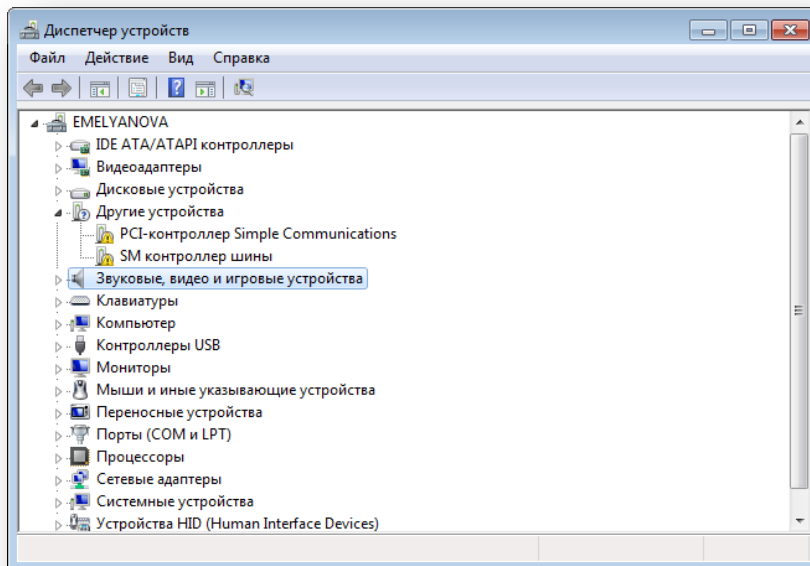 Диспетчер устройств
Файл Действие Вид Справка
EMELYANOVA
IDE ATA/ATAPI контроллеры
Видеоадаптеры
Дисковые устройства
Другие устройства
PCI-контроллер Simple Communications
SM контроллер шины
Звуковые, видео и игровые устройства
Клавиатуры
Компьютер
Контроллеры USB
Мониторы
Мыши и иные указывающие устройства
Переносные устройства
Порты (COM и LPT)
Процессоры
Сетевые адаптеры
Системные устройства
Устройства HID (Human Interface Devices)